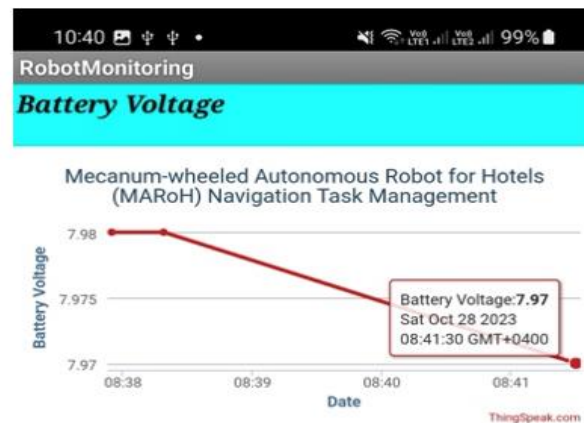 10:40 99%
RobotMonitoring
Battery Voltage
Mecanum-wheeled Autonomous Robot for Hotels
(MARoH) Navigation Task Management
7.98
7.975
7.97
Battery Voltage
Battery Voltage:7.97
Sat Oct 28 2023
08:41:30 GMT+0400
08:38 08:39 08:40 08:41
Date
ThingSpeak.com